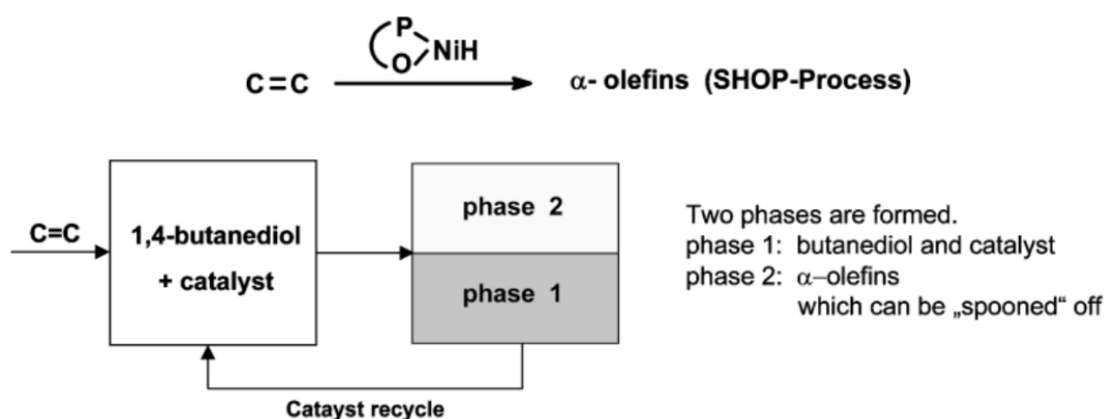 P
O NiH
C=C α- olefins (SHOP-Process)
C=C
1,4-butanediol
+ catalyst
phase 2
phase 1
Two phases are formed.
phase 1: butanediol and catalyst
phase 2: α–olefins
which can be „spooned“ off
Catayst recycle